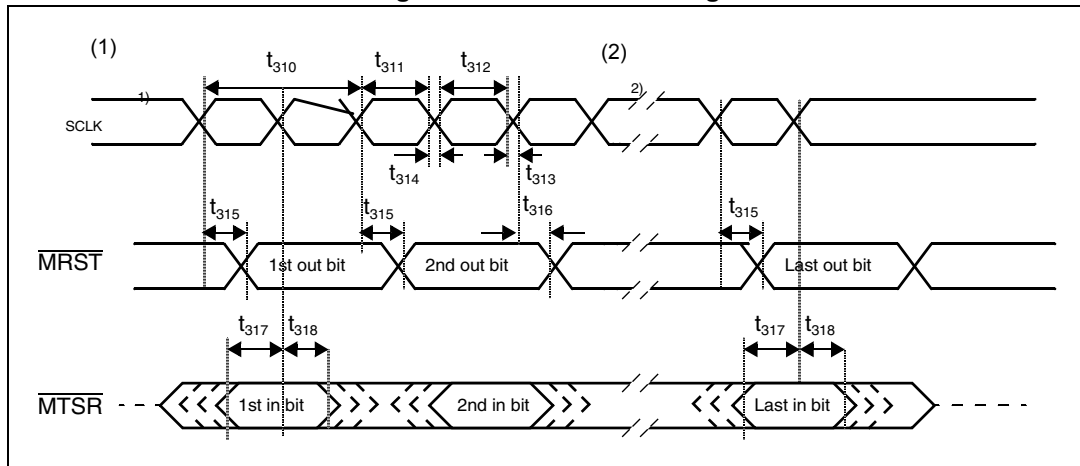 (1) (2)
t310 t311 t312
1) 2)
SCLK
t314 t313
t315 t315 t316 t315
MRST 1st out bit 2nd out bit Last out bit
t317 t318 t317 t318
MTSR 1st in bit 2nd in bit Last in bit